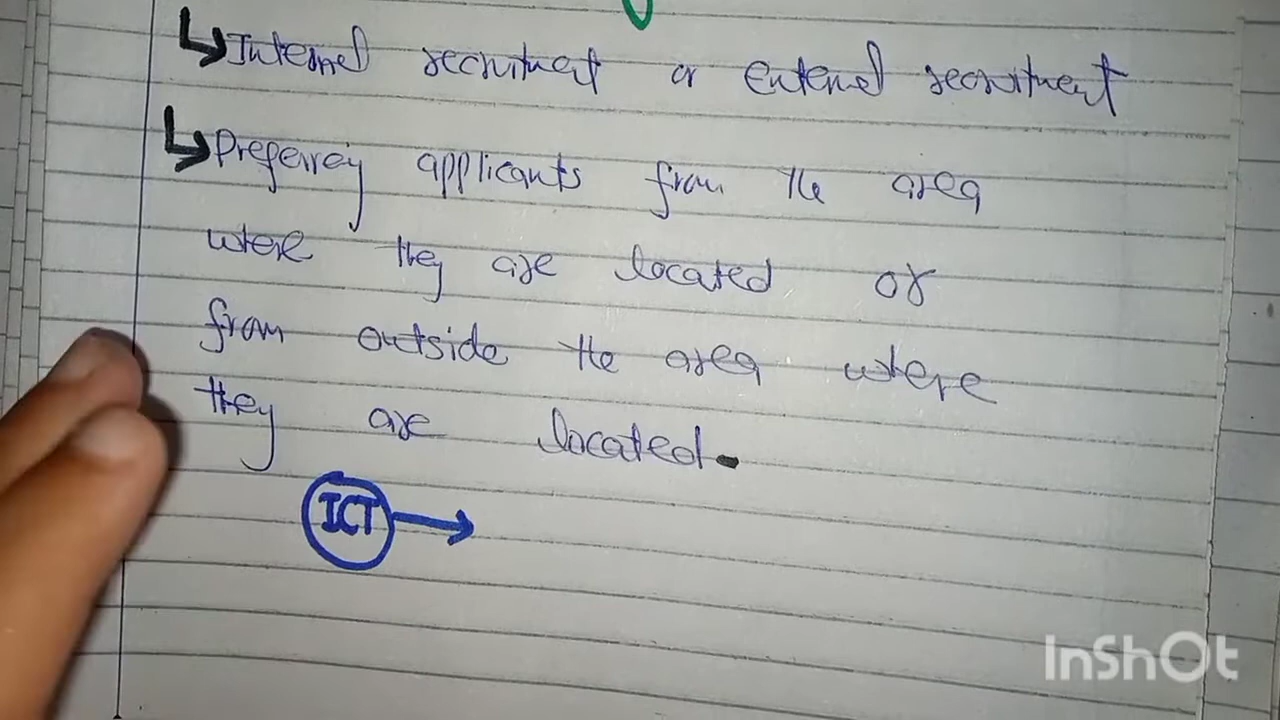 ↳ Internal recruitment or external recruitment
↳ Preferring applicants from the area
where they are located or
from outside the area where
they are located.
ICT →
InShOt